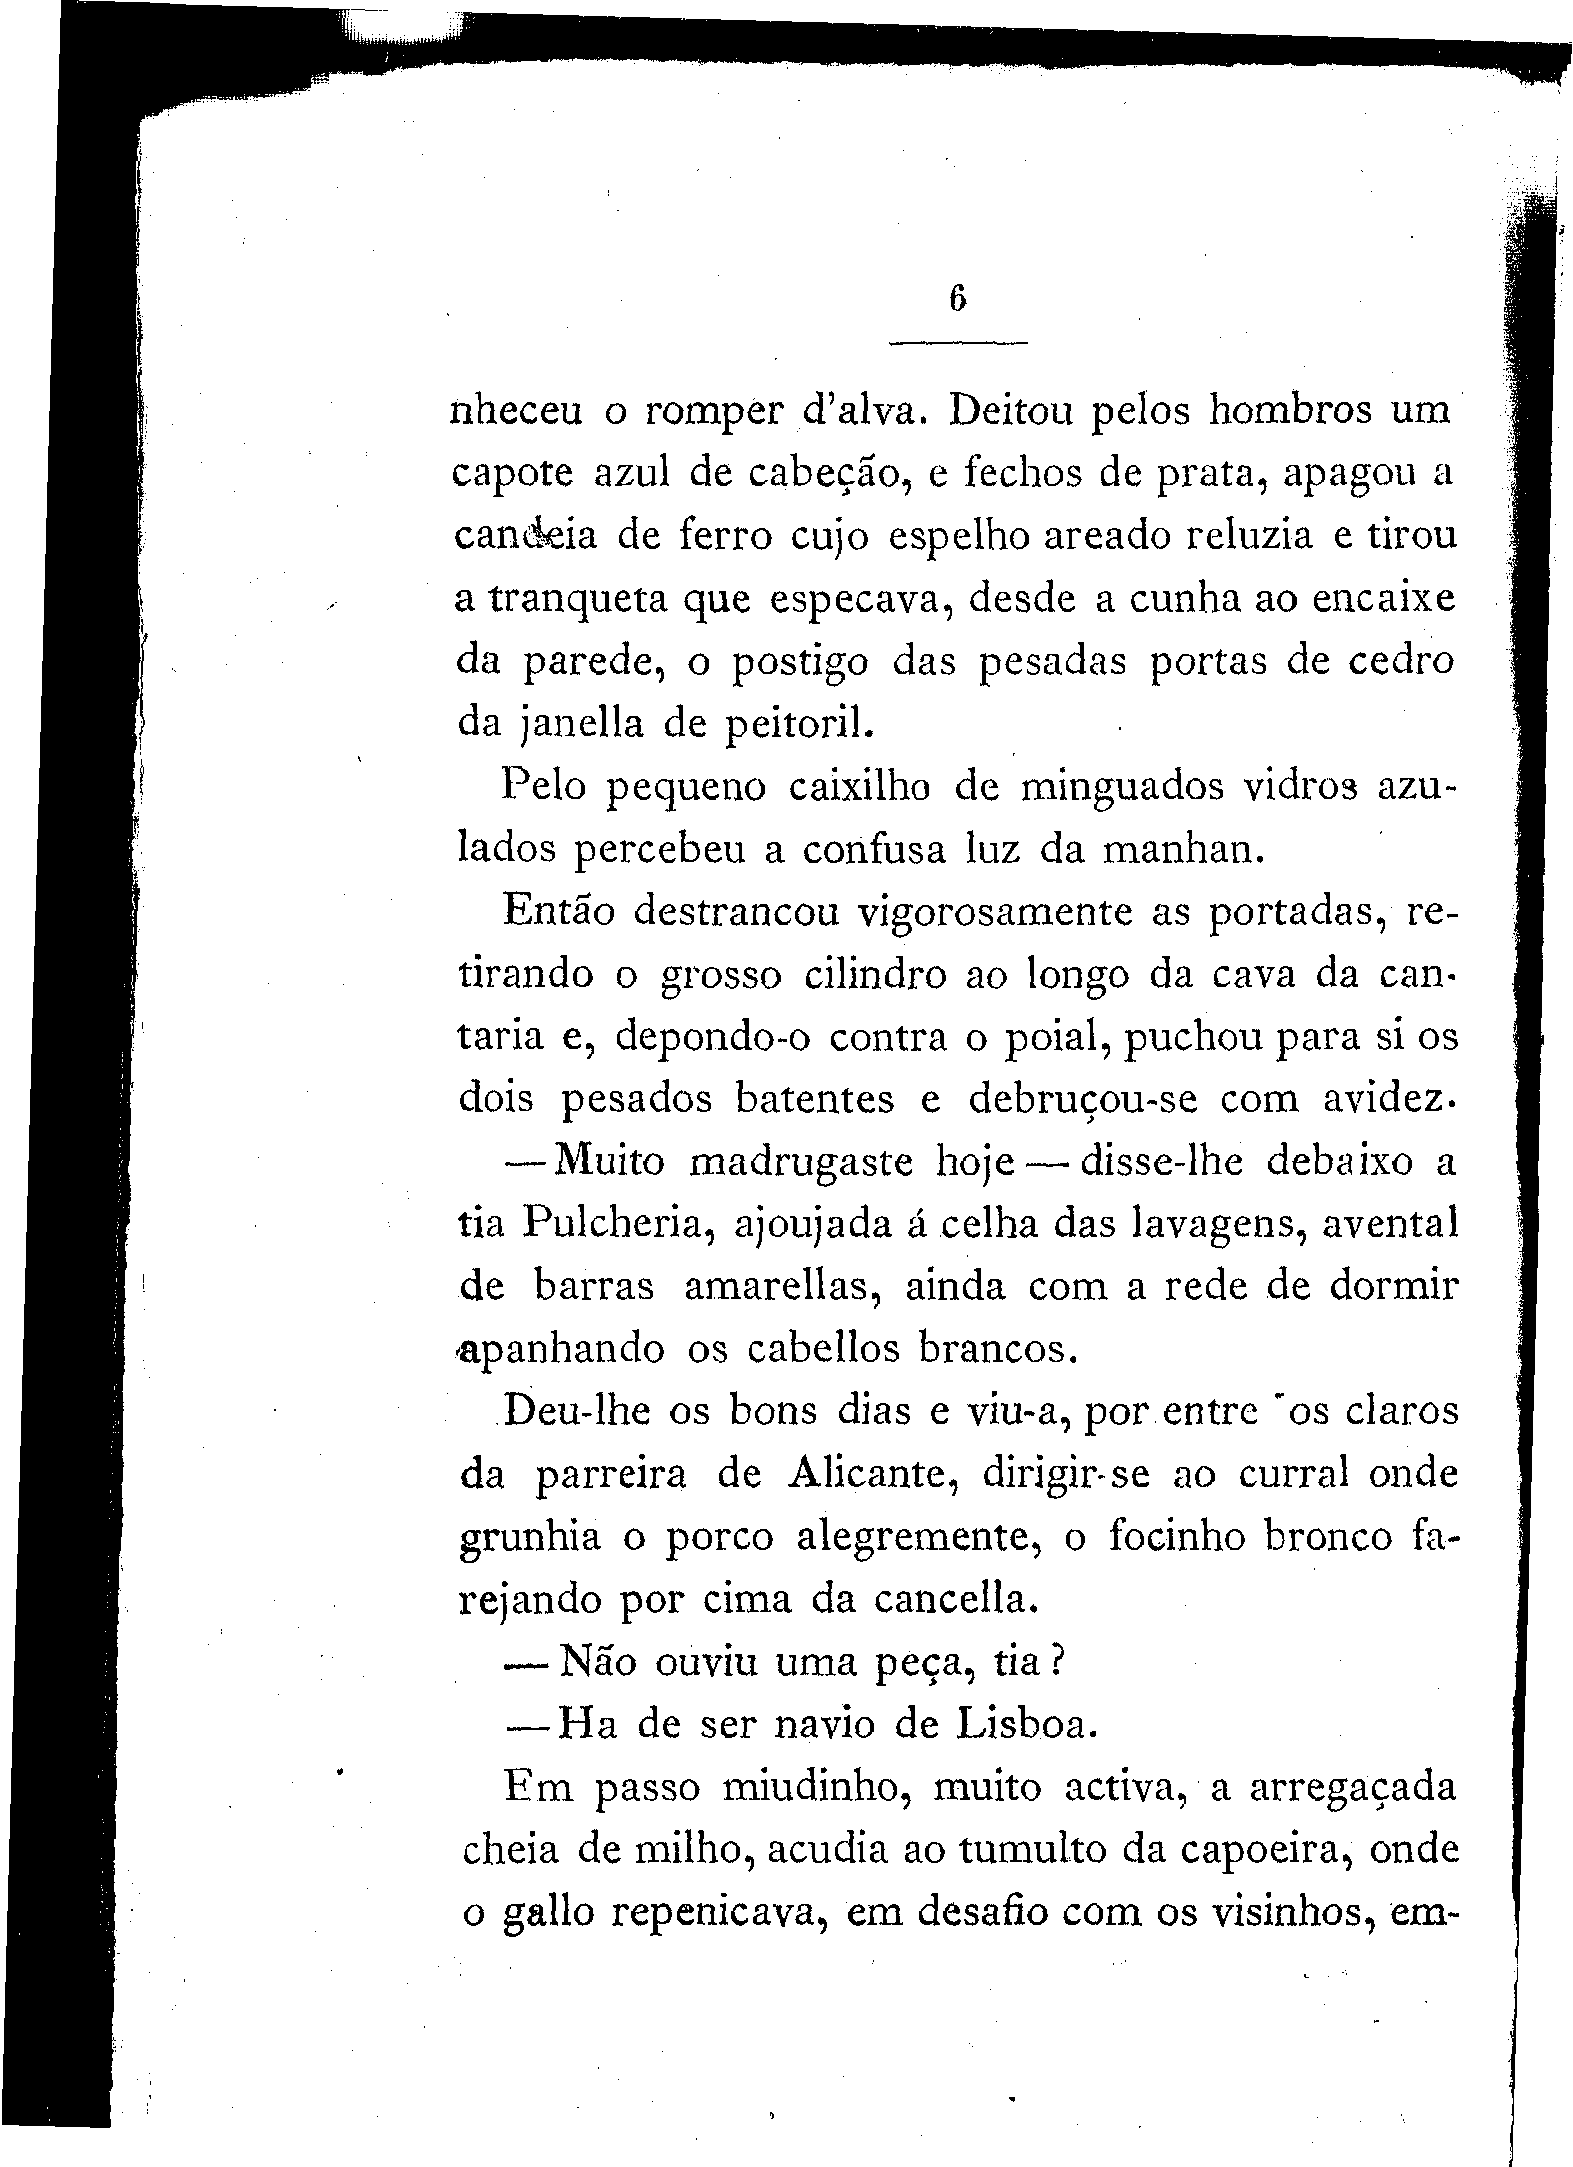 6
nheceu o romper d'alva. Deitou pelos hombros um
capote azul de cabeção, e fechos de prata, apagou a
candeia de ferro cujo espelho areado reluzia e tirou
a tranqueta que especava, desde a cunha ao encaixe
da parede, o postigo das pesadas portas de cedro
da janella de peitoril.
Pelo pequeno caixilho de minguados vidros azu-
lados percebeu a confusa luz da manhan.
Então destrancou vigorosamente as portadas, re-
tirando o grosso cilindro ao longo da cava da can-
taria e, depondo-o contra o poial, puchou para si os
dois pesados batentes e debruçou-se com avidez.
—Muito madrugaste hoje — disse-lhe debaixo a
tia Pulcheria, ajoujada á celha das lavagens, avental
de barras amarellas, ainda com a rede de dormir
apanhando os cabellos brancos.
Deu-lhe os bons dias e viu-a, por entre os claros
da parreira de Alicante, dirigir-se ao curral onde
grunhia o porco alegremente, o focinho bronco fa-
rejando por cima da cancella.
— Não ouviu uma peça, tia?
—Ha de ser navio de Lisboa.
Em passo miudinho, muito activa, a arregaçada
cheia de milho, acudia ao tumulto da capoeira, onde
o gallo repenicava, em desafio com os visinhos, em-